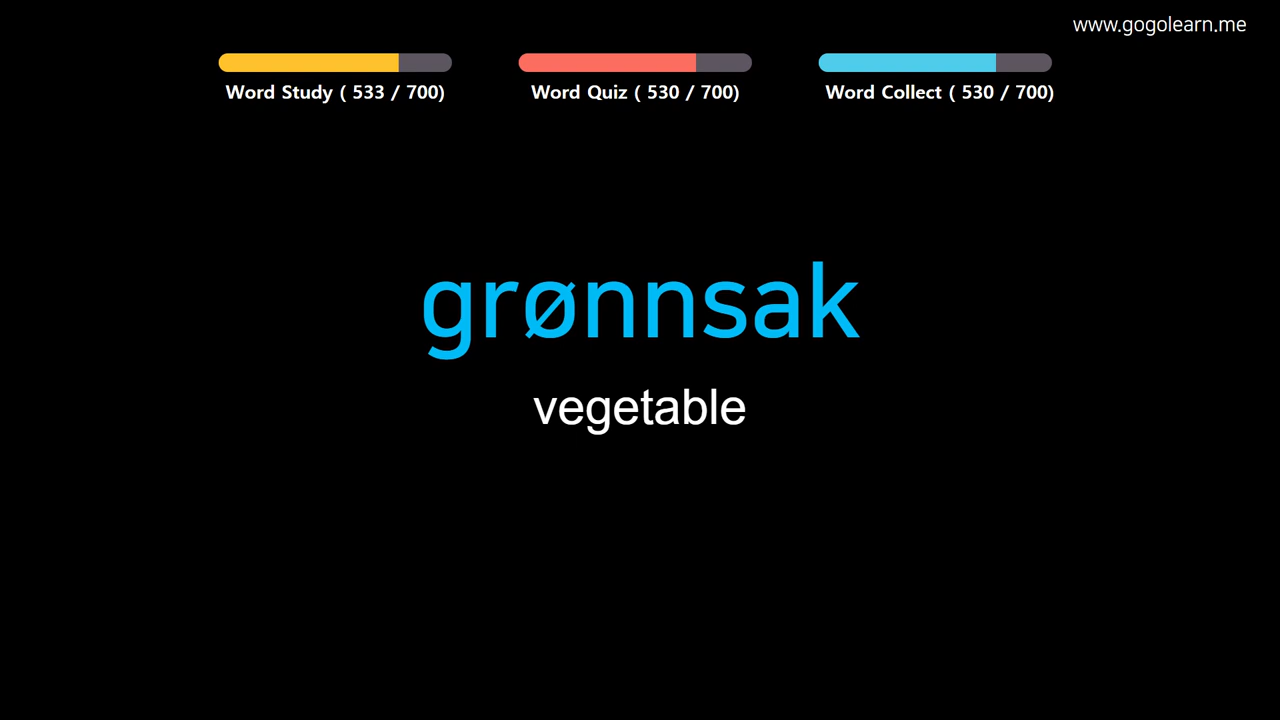 www.gogolearn.me
Word Study ( 533 / 700)
Word Quiz ( 530 / 700)
Word Collect ( 530 / 700)
grønnsak
vegetable